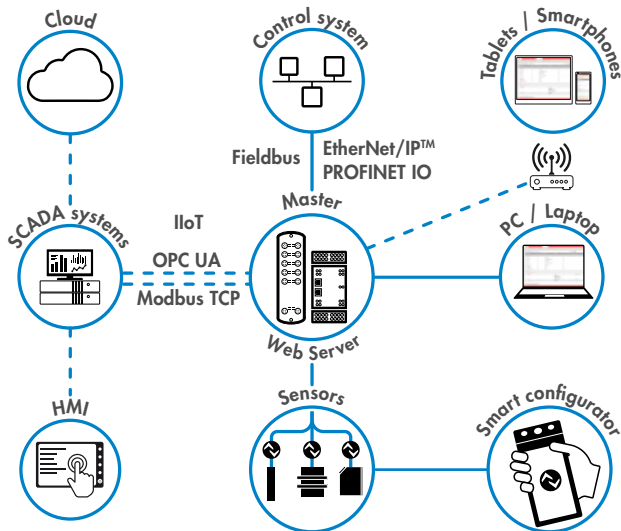 Cloud
Control system
Tablets / Smartphones
Fieldbus
EtherNet/IP™
PROFINET IO
Master
SCADA systems
IIoT
OPC UA
Modbus TCP
PC / Laptop
Web Server
HMI
Sensors
Smart configurator